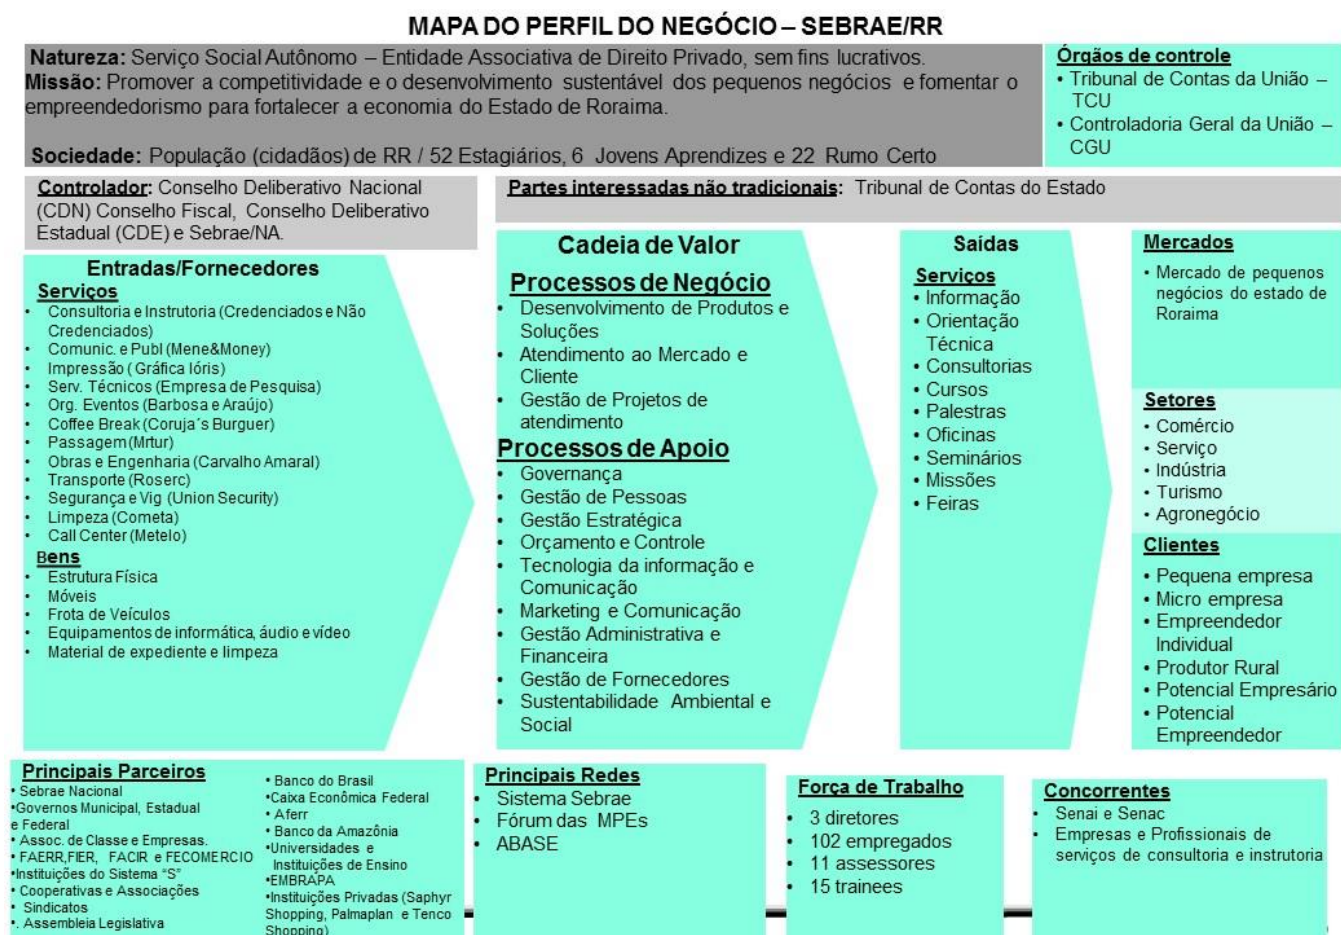 MAPA DO PERFIL DO NEGÓCIO – SEBRAE/RR
Natureza: Serviço Social Autônomo – Entidade Associativa de Direito Privado, sem fins lucrativos.
Missão: Promover a competitividade e o desenvolvimento sustentável dos pequenos negócios e fomentar o
empreendedorismo para fortalecer a economia do Estado de Roraima.
Sociedade: População (cidadãos) de RR / 52 Estagiários, 6 Jovens Aprendizes e 22 Rumo Certo
Órgãos de controle
• Tribunal de Contas da União –
TCU
• Controladoria Geral da União –
CGU
Controlador: Conselho Deliberativo Nacional
(CDN) Conselho Fiscal, Conselho Deliberativo
Estadual (CDE) e Sebrae/NA.
Partes interessadas não tradicionais: Tribunal de Contas do Estado
Entradas/Fornecedores
Serviços
• Consultoria e Instrutoria (Credenciados e Não
Credenciados)
• Comunic. e Publ (Mene&Money)
• Impressão (Gráfica Ióris)
• Serv. Técnicos (Empresa de Pesquisa)
• Org. Eventos (Barbosa e Araújo)
• Coffee Break (Coruja´s Burguer)
• Passagem (Mrtur)
• Obras e Engenharia (Carvalho Amaral)
• Transporte (Roserc)
• Segurança e Vig (Union Security)
• Limpeza (Cometa)
• Call Center (Metelo)
Bens
• Estrutura Física
• Móveis
• Frota de Veículos
• Equipamentos de informática, áudio e vídeo
• Material de expediente e limpeza
Cadeia de Valor
Processos de Negócio
• Desenvolvimento de Produtos e
Soluções
• Atendimento ao Mercado e
Cliente
• Gestão de Projetos de
atendimento
Processos de Apoio
• Governança
• Gestão de Pessoas
• Gestão Estratégica
• Orçamento e Controle
• Tecnologia da informação e
Comunicação
• Marketing e Comunicação
• Gestão Administrativa e
Financeira
• Gestão de Fornecedores
• Sustentabilidade Ambiental e
Social
Saídas
Serviços
• Informação
• Orientação
Técnica
• Consultorias
• Cursos
• Palestras
• Oficinas
• Seminários
• Missões
• Feiras
Mercados
• Mercado de pequenos
negócios do estado de
Roraima
Setores
• Comércio
• Serviço
• Indústria
• Turismo
• Agronegócio
Clientes
• Pequena empresa
• Micro empresa
• Empreendedor
Individual
• Produtor Rural
• Potencial Empresário
• Potencial
Empreendedor
Principais Parceiros
• Sebrae Nacional
•Governos Municipal, Estadual
e Federal
• Assoc. de Classe e Empresas.
• FAERR,FIER, FACIR e FECOMERCIO
•Instituições do Sistema "S"
• Cooperativas e Associações
• Sindicatos
•. Assembleia Legislativa
• Banco do Brasil
•Caixa Econômica Federal
• Aferr
• Banco da Amazônia
•Universidades e
Instituições de Ensino
•EMBRAPA
•Instituições Privadas (Saphyr
Shopping, Palmaplan e Tenco
Shopping)
Principais Redes
• Sistema Sebrae
• Fórum das MPEs
• ABASE
Força de Trabalho
• 3 diretores
• 102 empregados
• 11 assessores
• 15 trainees
Concorrentes
• Senai e Senac
• Empresas e Profissionais de
serviços de consultoria e instrutoria